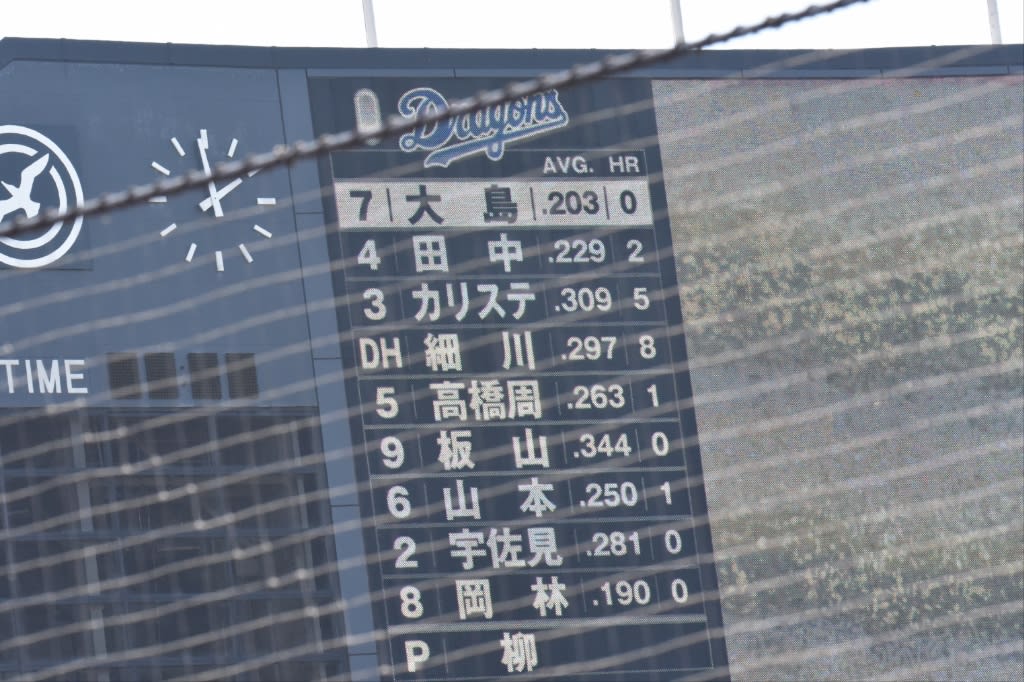 Dragons
AVG. HR
7 大島 .203 0
4 田中 .229 2
3 カリステ .309 5
DH 細川 .297 8
TIME
5 高橋周 .263 1
9 板山 .344 0
6 山本 .250 1
2 宇佐見 .281 0
8 岡林 .190 0
P 柳